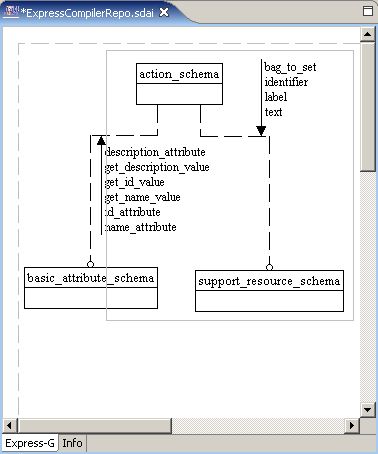 *ExpressCompilerRepo.sdai
action_schema
bag_to_set
identifier
label
text
description_attribute
get_description_value
get_id_value
get_name_value
id_attribute
name_attribute
basic_attribute_schema
support_resource_schema
Express-G Info